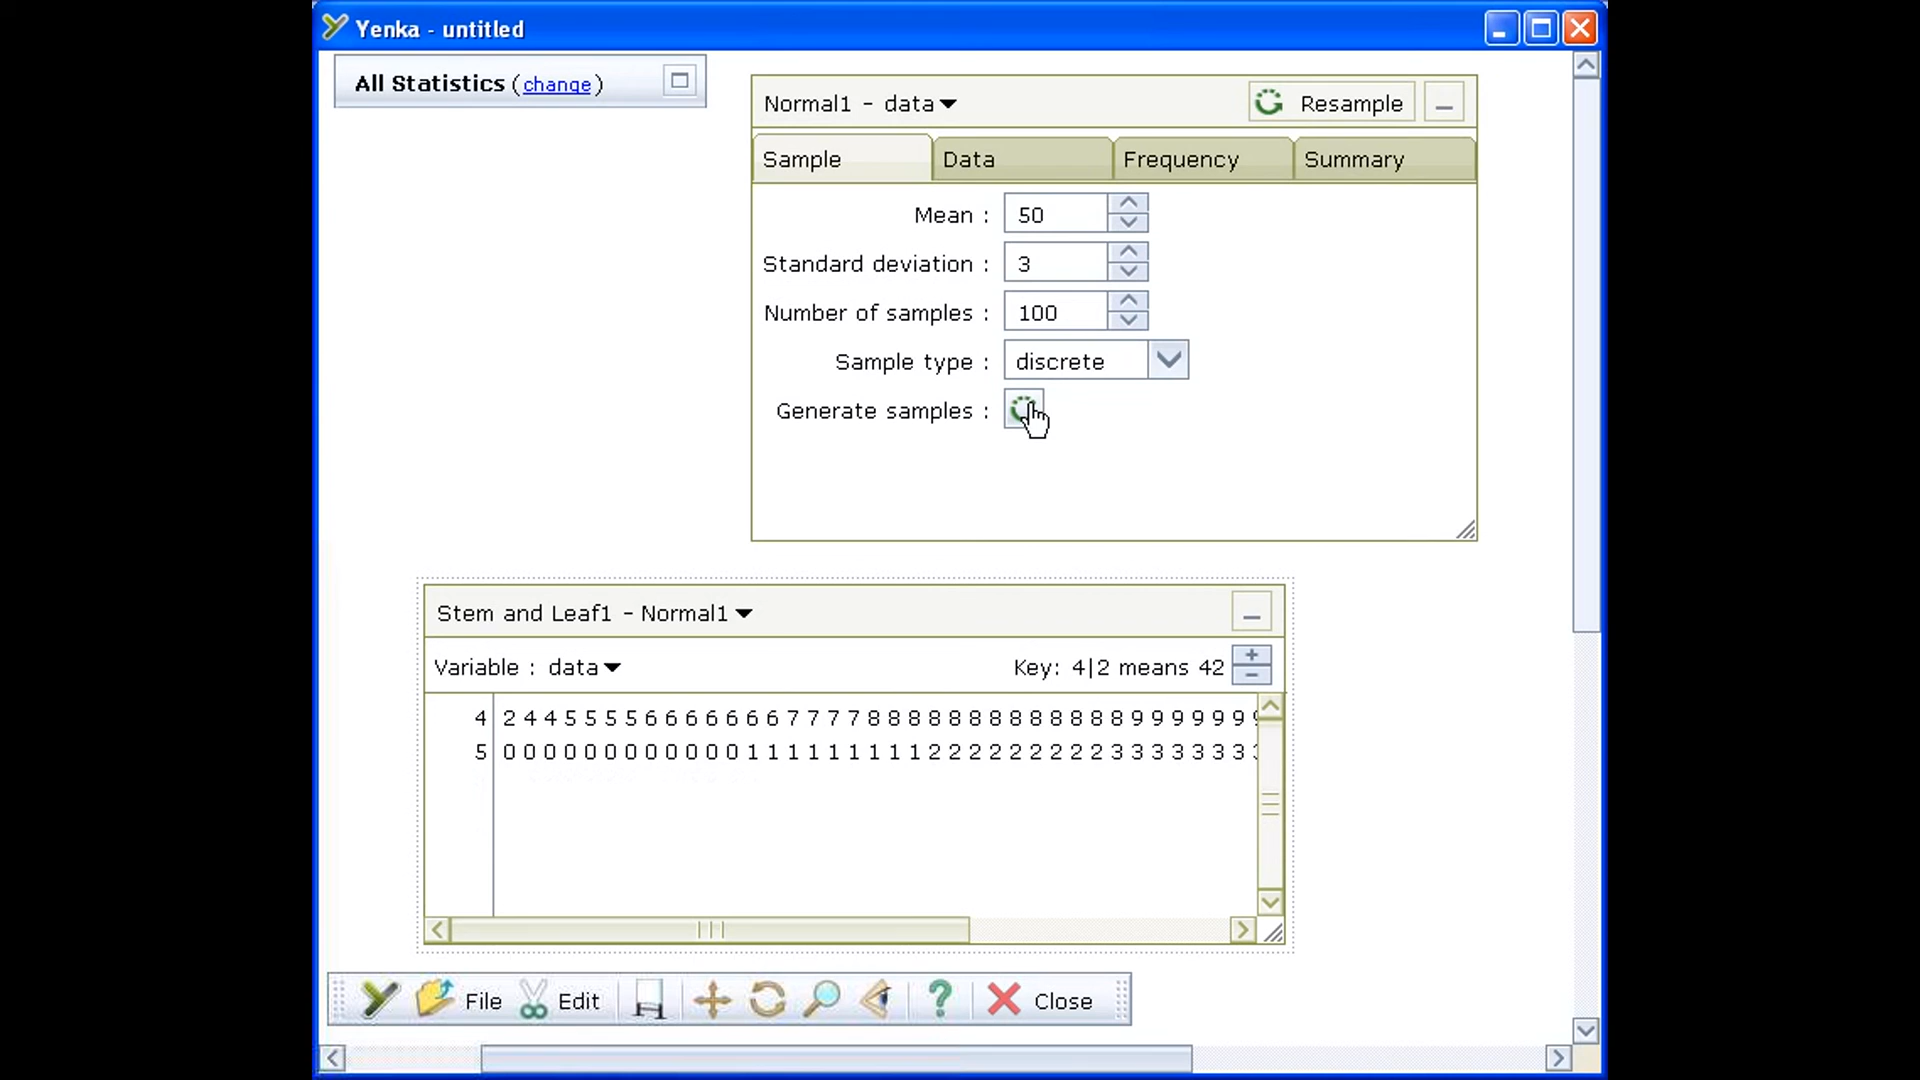 Yenka - untitled
All Statistics (change)
Normal1 - data
Resample
Sample
Data
Frequency
Summary
Mean : 50
Standard deviation : 3
Number of samples : 100
Sample type : discrete
Generate samples :
Stem and Leaf1 - Normal1
Variable : data
Key: 4|2 means 42
4 2 4 4 5 5 5 5 6 6 6 6 6 6 6 7 7 7 7 8 8 8 8 8 8 8 8 8 8 8 8 8 9 9 9 9 9 9
5 0 0 0 0 0 0 0 0 0 0 0 0 1 1 1 1 1 1 1 1 1 2 2 2 2 2 2 2 2 2 3 3 3 3 3 3 3
File
Edit
Close